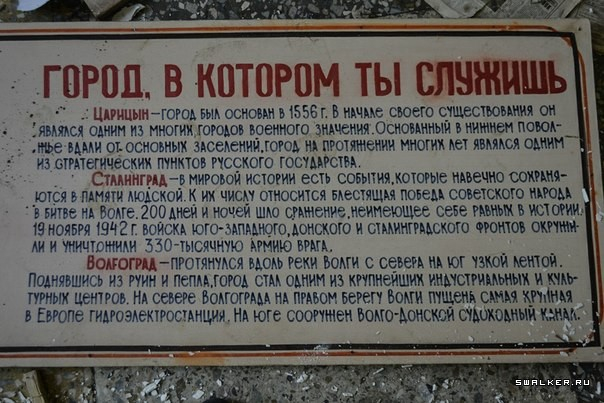 ГОРОД, В КОТОРОМ ТЫ СЛУЖИШЬ
ЦАРИЦЫН – ГОРОД БЫЛ ОСНОВАН В 1556 Г. В НАЧАЛЕ СВОЕГО СУЩЕСТВОВАНИЯ ОН
ЯВЛЯЛСЯ ОДНИМ ИЗ МНОГИХ ГОРОДОВ ВОЕННОГО ЗНАЧЕНИЯ. ОСНОВАННЫЙ В НИЖНЕМ ПОВОЛ-
ЖЬЕ ВДАЛИ ОТ ОСНОВНЫХ ЗАСЕЛЕНИЙ, ГОРОД НА ПРОТЯЖЕНИИ МНОГИХ ЛЕТ ЯВЛЯЛСЯ ОДНИМ
ИЗ СТРАТЕГИЧЕСКИХ ПУНКТОВ РУССКОГО ГОСУДАРСТВА.
СТАЛИНГРАД – В МИРОВОЙ ИСТОРИИ ЕСТЬ СОБЫТИЯ, КОТОРЫЕ НАВЕЧНО СОХРАНЯ-
ЮТСЯ В ПАМЯТИ ЛЮДСКОЙ. К ИХ ЧИСЛУ ОТНОСИТСЯ БЛЕСТЯЩАЯ ПОБЕДА СОВЕТСКОГО НАРОДА
В БИТВЕ НА ВОЛГЕ. 200 ДНЕЙ И НОЧЕЙ ШЛО СРАЖЕНИЕ, НЕИМЕЮЩЕЕ СЕБЕ РАВНЫХ В ИСТОРИИ.
19 НОЯБРЯ 1942 Г. ВОЙСКА ЮГО-ЗАПАДНОГО, ДОНСКОГО И СТАЛИНГРАДСКОГО ФРОНТОВ ОКРУЖИ-
ЛИ И УНИЧТОЖИЛИ 330-ТЫСЯЧНУЮ АРМИЮ ВРАГА.
ВОЛГОГРАД – ПРОТЯНУЛСЯ ВДОЛЬ РЕКИ ВОЛГИ С СЕВЕРА НА ЮГ УЗКОЙ ЛЕНТОЙ.
ПОДНЯВШИСЬ ИЗ РУИН И ПЕПЛА, ГОРОД СТАЛ ОДНИМ ИЗ КРУПНЕЙШИХ ИНДУСТРИАЛЬНЫХ И КУЛЬ-
ТУРНЫХ ЦЕНТРОВ. НА СЕВЕРЕ ВОЛГОГРАДА НА ПРАВОМ БЕРЕГУ ВОЛГИ ПУЩЕНА САМАЯ КРУПНАЯ
В ЕВРОПЕ ГИДРОЭЛЕКТРОСТАНЦИЯ. НА ЮГЕ СООРУЖЕН ВОЛГО-ДОНСКОЙ СУДОХОДНЫЙ КАНАЛ.
SWALKER.RU